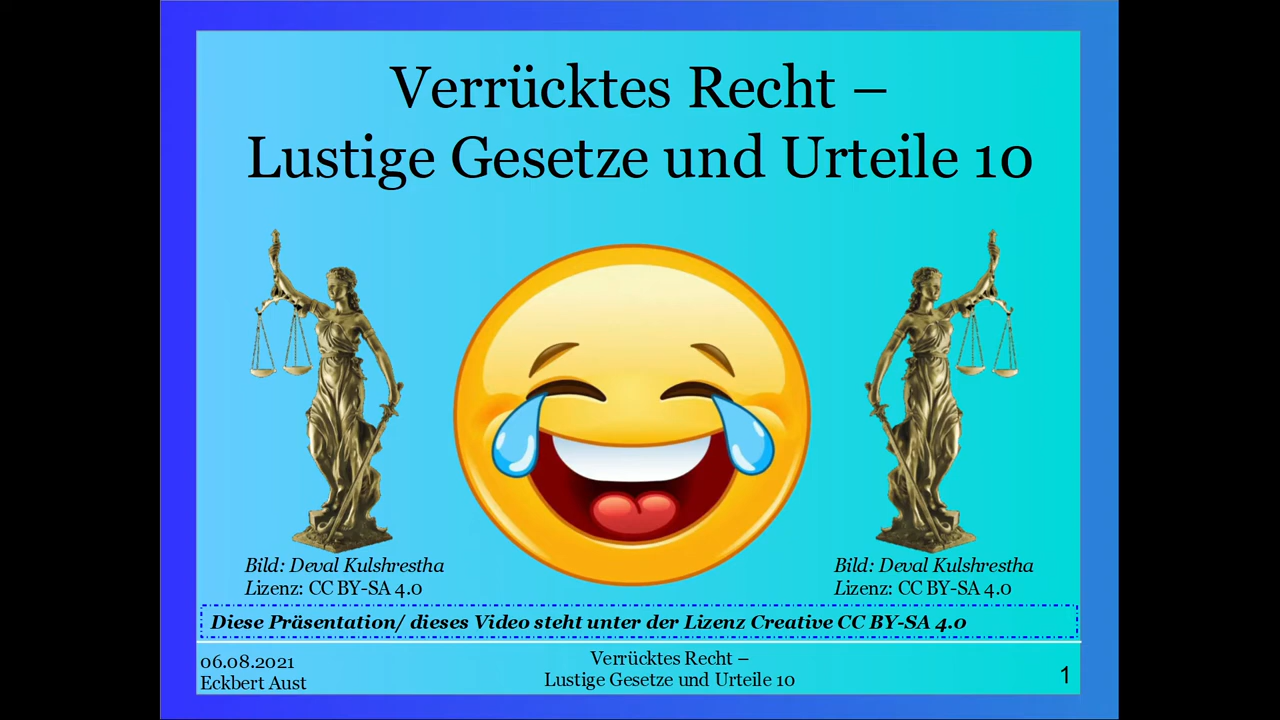 Verrücktes Recht –
Lustige Gesetze und Urteile 10
Bild: Deval Kulshrestha
Lizenz: CC BY-SA 4.0
Bild: Deval Kulshrestha
Lizenz: CC BY-SA 4.0
Diese Präsentation/ dieses Video steht unter der Lizenz Creative CC BY-SA 4.0
06.08.2021
Eckbert Aust
Verrücktes Recht –
Lustige Gesetze und Urteile 10
1